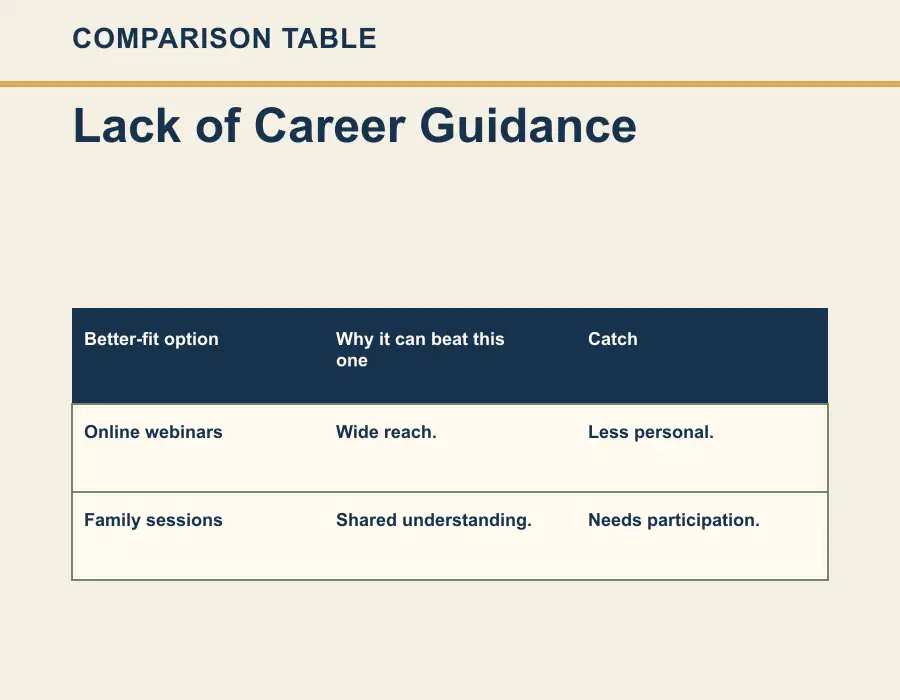 COMPARISON TABLE
Lack of Career Guidance
Better-fit option
Why it can beat this
one
Catch
Online webinars
Wide reach.
Less personal.
Family sessions
Shared understanding.
Needs participation.